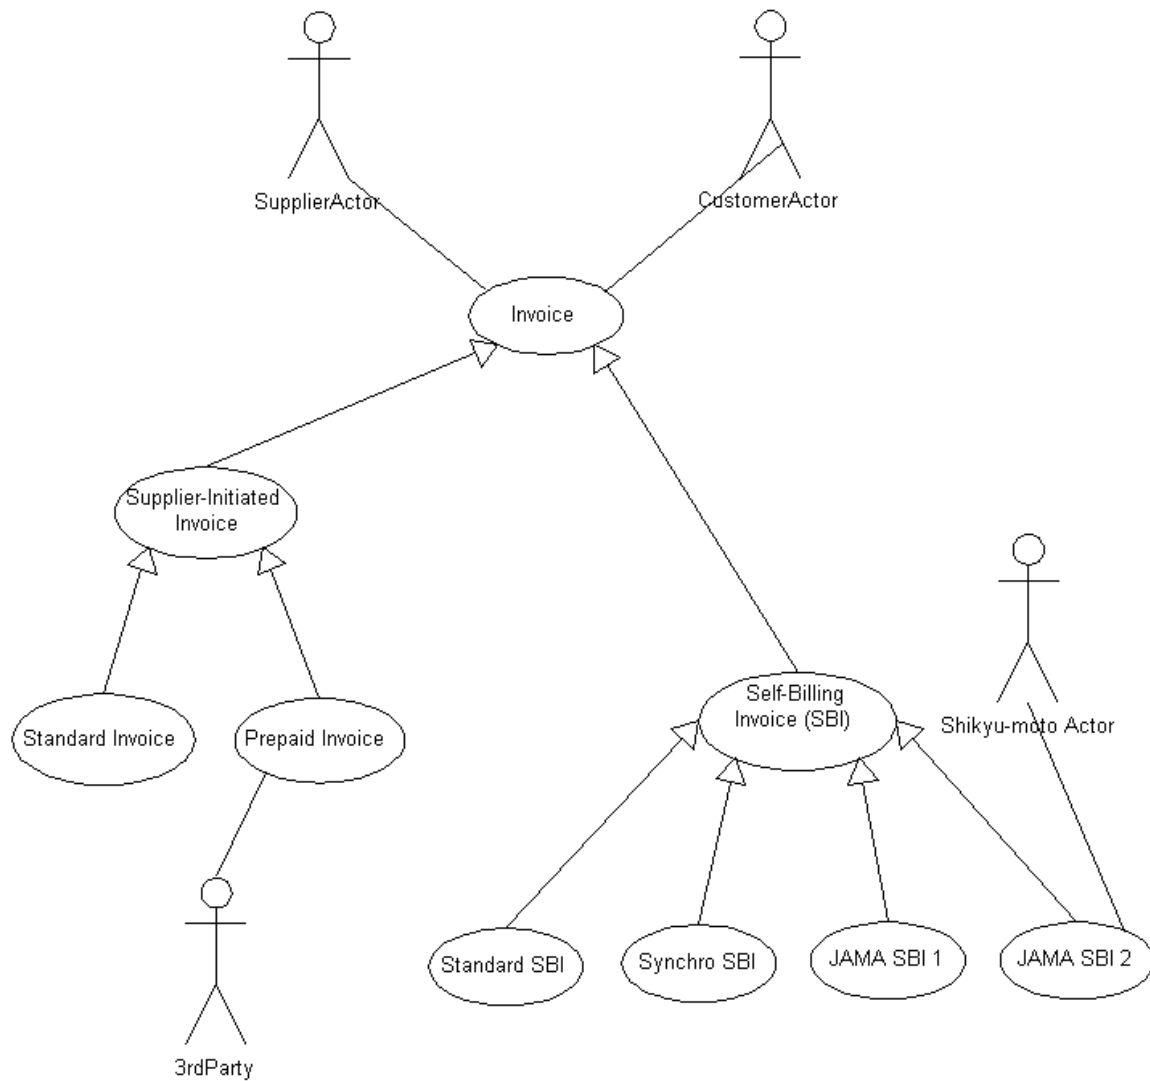 SupplierActor
CustomerActor
Invoice
Supplier-Initiated
Invoice
Self-Billing
Invoice (SBI)
Shikyu-moto Actor
Standard Invoice
Prepaid Invoice
Standard SBI
Synchro SBI
JAMA SBI 1
JAMA SBI 2
3rdParty